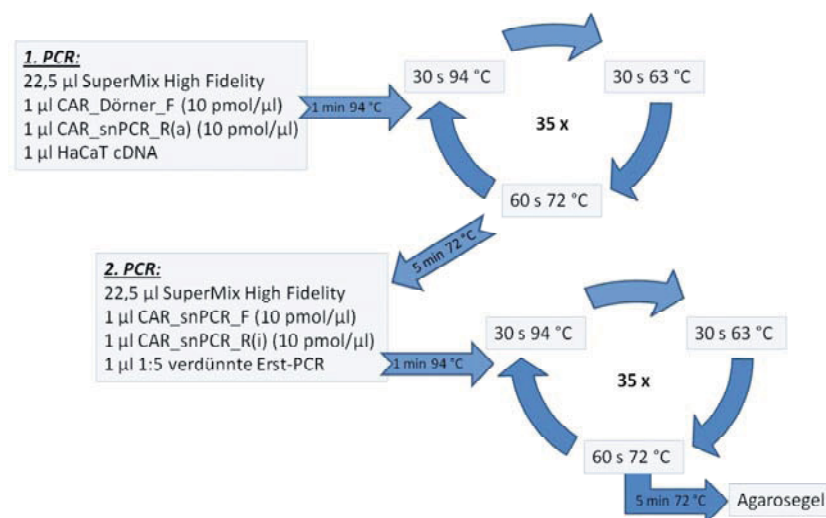 1. PCR:
22,5 µl SuperMix High Fidelity
1 µl CAR_Dörner_F (10 pmol/µl)
1 µl CAR_snPCR_R(a) (10 pmol/µl)
1 µl HaCaT cDNA
1 min 94 °C
30 s 94 °C
30 s 63 °C
35 x
60 s 72 °C
5 min 72 °C
2. PCR:
22,5 µl SuperMix High Fidelity
1 µl CAR_snPCR_F (10 pmol/µl)
1 µl CAR_snPCR_R(i) (10 pmol/µl)
1 µl 1:5 verdünnte Erst-PCR
1 min 94 °C
30 s 94 °C
30 s 63 °C
35 x
60 s 72 °C
5 min 72 °C
Agarosegel